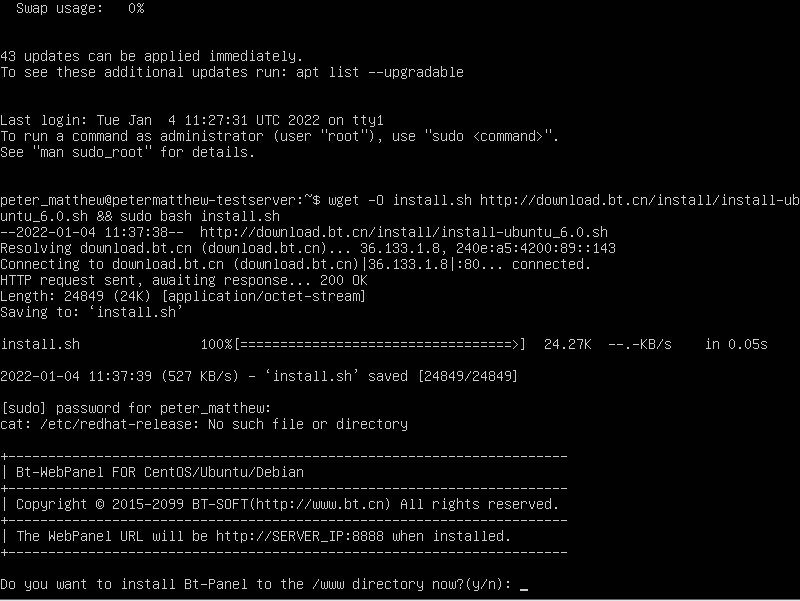 Swap usage:   0%
43 updates can be applied immediately.
To see these additional updates run: apt list --upgradable
Last login: Tue Jan  4 11:27:31 UTC 2022 on tty1
To run a command as administrator (user "root"), use "sudo <command>".
See "man sudo_root" for details.
peter_matthew@petermatthew-testserver:~$ wget -O install.sh http://download.bt.cn/install/install-ub
untu_6.0.sh && sudo bash install.sh
--2022-01-04 11:37:38--  http://download.bt.cn/install/install-ubuntu_6.0.sh
Resolving download.bt.cn (download.bt.cn)... 36.133.1.8, 240e:a5:4200:89::143
Connecting to download.bt.cn (download.bt.cn)|36.133.1.8|:80... connected.
HTTP request sent, awaiting response... 200 OK
Length: 24849 (24K) [application/octet-stream]
Saving to: ‘install.sh’
install.sh               100%[==================================>]  24.27K  --.-KB/s    in 0.05s
2022-01-04 11:37:39 (527 KB/s) - ‘install.sh’ saved [24849/24849]
[sudo] password for peter_matthew:
cat: /etc/redhat-release: No such file or directory
+----------------------------------------------------------------------
| Bt-WebPanel FOR CentOS/Ubuntu/Debian
+----------------------------------------------------------------------
| Copyright © 2015-2099 BT-SOFT(http://www.bt.cn) All rights reserved.
+----------------------------------------------------------------------
| The WebPanel URL will be http://SERVER_IP:8888 when installed.
+----------------------------------------------------------------------
Do you want to install Bt-Panel to the /www directory now?(y/n): _